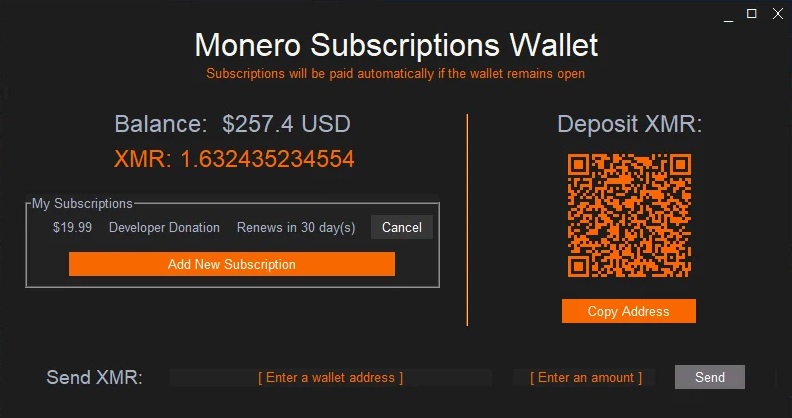 Monero Subscriptions Wallet
Subscriptions will be paid automatically if the wallet remains open
Balance: $257.4 USD
XMR: 1.632435234554
My Subscriptions
$19.99 Developer Donation Renews in 30 day(s) Cancel
Add New Subscription
Deposit XMR:
Copy Address
Send XMR: [ Enter a wallet address ] [ Enter an amount ] Send